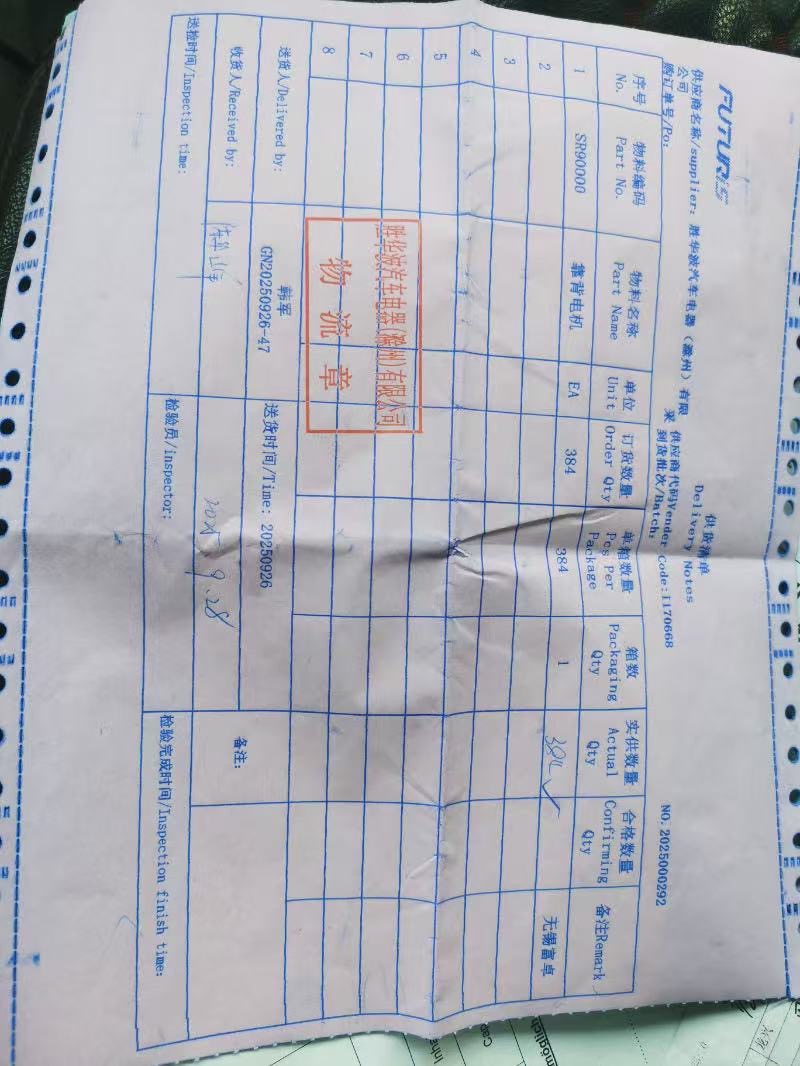 FUTURIS
供货清单
Delivery Notes
NO. 2025000292
供应商名称/supplier: 胜华波汽车电器（滁州）有限公司
供应商代码Vender Code:I170668
采购订单号/Po:
到货批次/Batch:
序号 No. 物料编码 Part No. 物料名称 Part Name 单位 Unit 订货数量 Order Qty 单箱数量 Pcs Per Package 箱数 Packaging Qty 实供数量 Actual Qty 合格数量 Confirming Qty 备注Remark
1 SR90000 靠背电机 EA 384 384 1 384 ✓ 无锡富卓
2
3
4
5
6
7
8
胜华波汽车电器(滁州)有限公司
物流章
送货人/Delivered by: 韩军 GN20250926-47 送货时间/Time: 20250926
收货人/Received by: 2025.9.28 备注:
送检时间/Inspection time: 检验员/inspector: 检验完成时间/Inspection finish time:
möglich
Inha
Cap